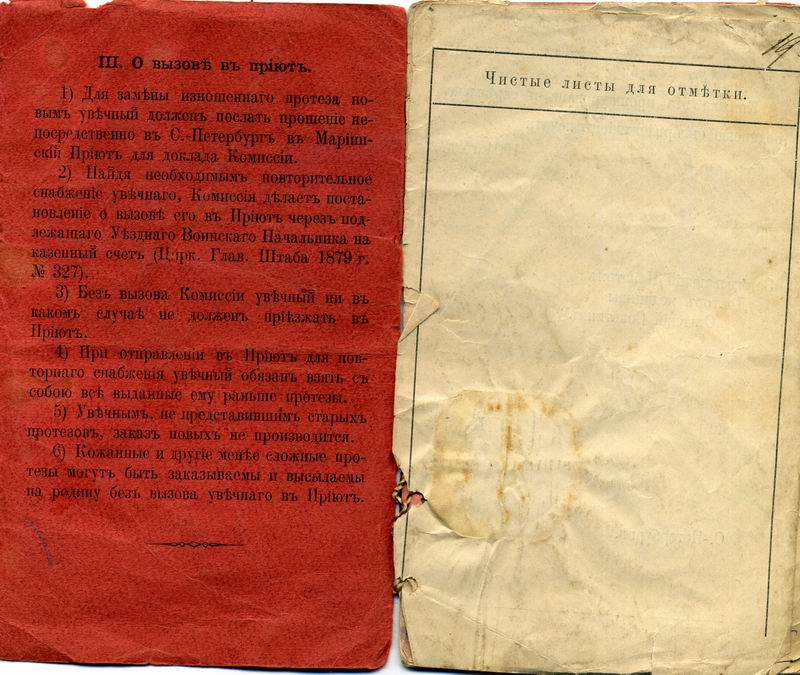 III. О вызовѣ въ пріютъ.
1) Для замѣны изношеннаго протеза но-
вымъ увѣчный долженъ послать прошеніе не-
посредственно въ С.-Петербургъ въ Маріин-
скій Пріютъ для доклада Комиссіи.
2) Найдя необходимымъ повторительное
снабженіе увѣчнаго, Комиссія дѣлаетъ поста-
новленіе о вызовѣ его въ Пріютъ черезъ под-
лежащаго Уѣзднаго Воинскаго Начальника на
казенный счетъ (Цирк. Глав. Штаба 1879 г.
№ 327).
3) Безъ вызова Комиссіи увѣчный ни въ
какомъ случаѣ не долженъ пріѣзжать въ
Пріютъ.
4) При отправленіи въ Пріютъ для повт-
торнаго снабженія увѣчный обязанъ взять съ
собою всѣ выданные ему раньше протезы.
5) Увѣчнымъ, не представившимъ старыхъ
протезовъ, заказъ новыхъ не производится.
6) Кожанные и другіе менѣе сложные про-
тезы могутъ быть заказываемы и высылаемы
на родину безъ вызова увѣчнаго въ Пріютъ.
19
Чистые листы для отмѣтки.